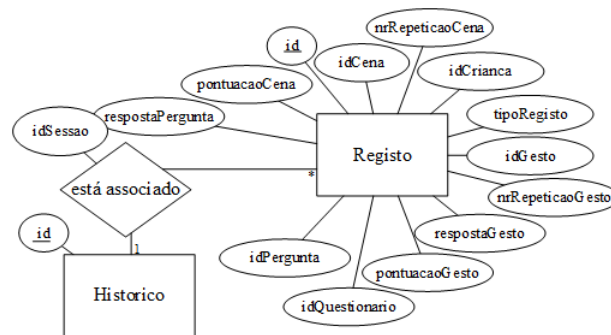 nrRepeticaoCena
id
idCena
idCrianca
pontuacaoCena
tipoRegisto
respostaPergunta
idSessao
Registo
idGesto
está associado
*
nrRepeticaoGesto
id
respostaGesto
idPergunta
1
pontuacaoGesto
Historico
idQuestionario